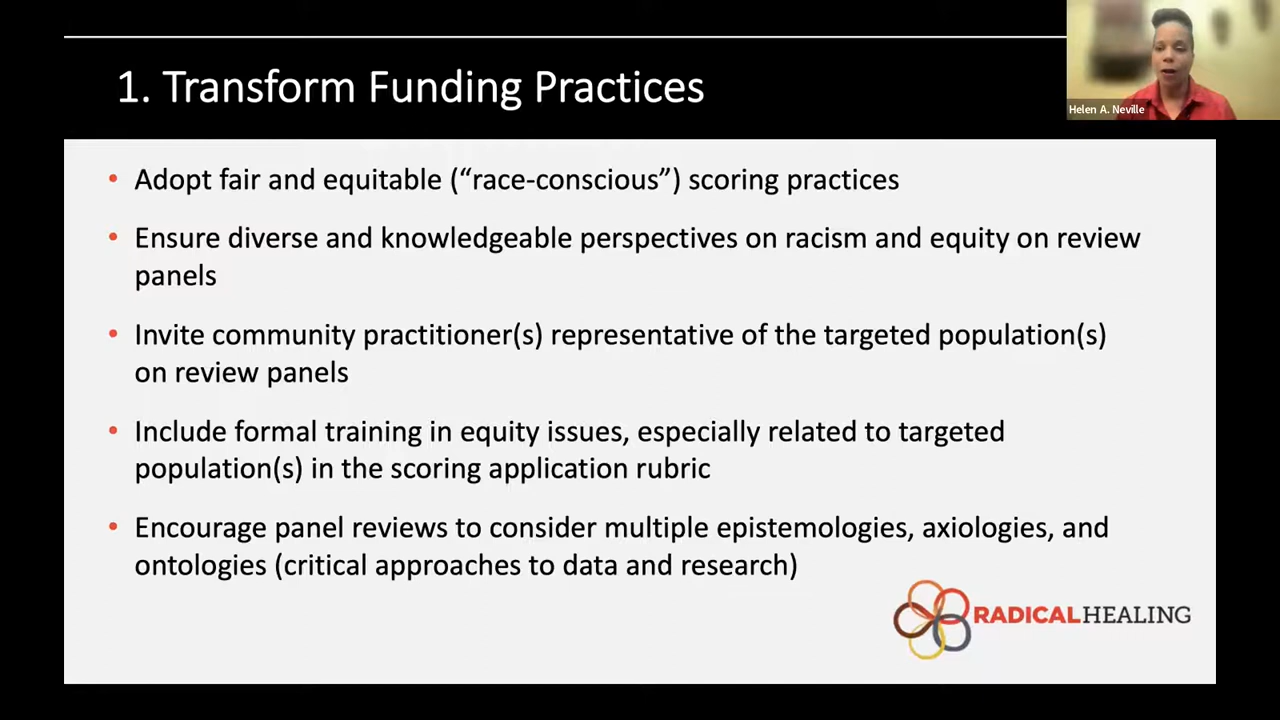 Helen A. Neville
1. Transform Funding Practices
• Adopt fair and equitable (“race-conscious”) scoring practices
• Ensure diverse and knowledgeable perspectives on racism and equity on review
panels
• Invite community practitioner(s) representative of the targeted population(s)
on review panels
• Include formal training in equity issues, especially related to targeted
population(s) in the scoring application rubric
• Encourage panel reviews to consider multiple epistemologies, axiologies, and
ontologies (critical approaches to data and research)
RADICALHEALING